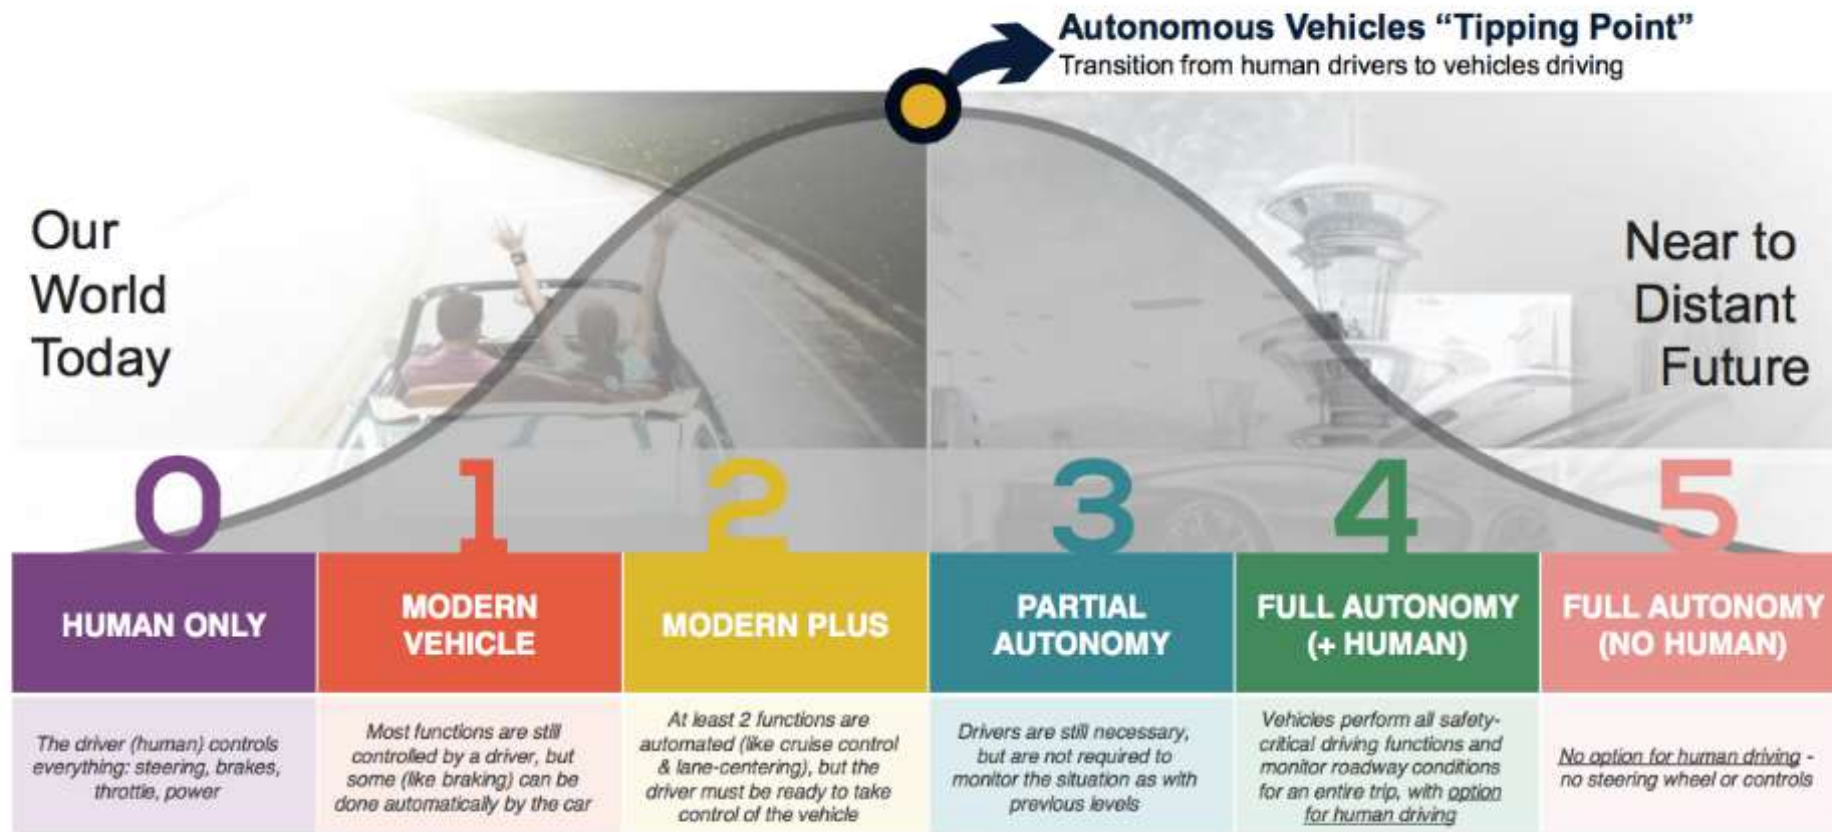 Autonomous Vehicles “Tipping Point”
Transition from human drivers to vehicles driving
Our
World
Today
Near to
Distant
Future
0
1
2
3
4
5
HUMAN ONLY
MODERN
VEHICLE
MODERN PLUS
PARTIAL
AUTONOMY
FULL AUTONOMY
(+ HUMAN)
FULL AUTONOMY
(NO HUMAN)
The driver (human) controls
everything: steering, brakes,
throttle, power
Most functions are still
controlled by a driver, but
some (like braking) can be
done automatically by the car
At least 2 functions are
automated (like cruise control
& lane-centering), but the
driver must be ready to take
control of the vehicle
Drivers are still necessary,
but are not required to
monitor the situation as with
previous levels
Vehicles perform all safety-
critical driving functions and
monitor roadway conditions
for an entire trip, with option
for human driving
No option for human driving -
no steering wheel or controls